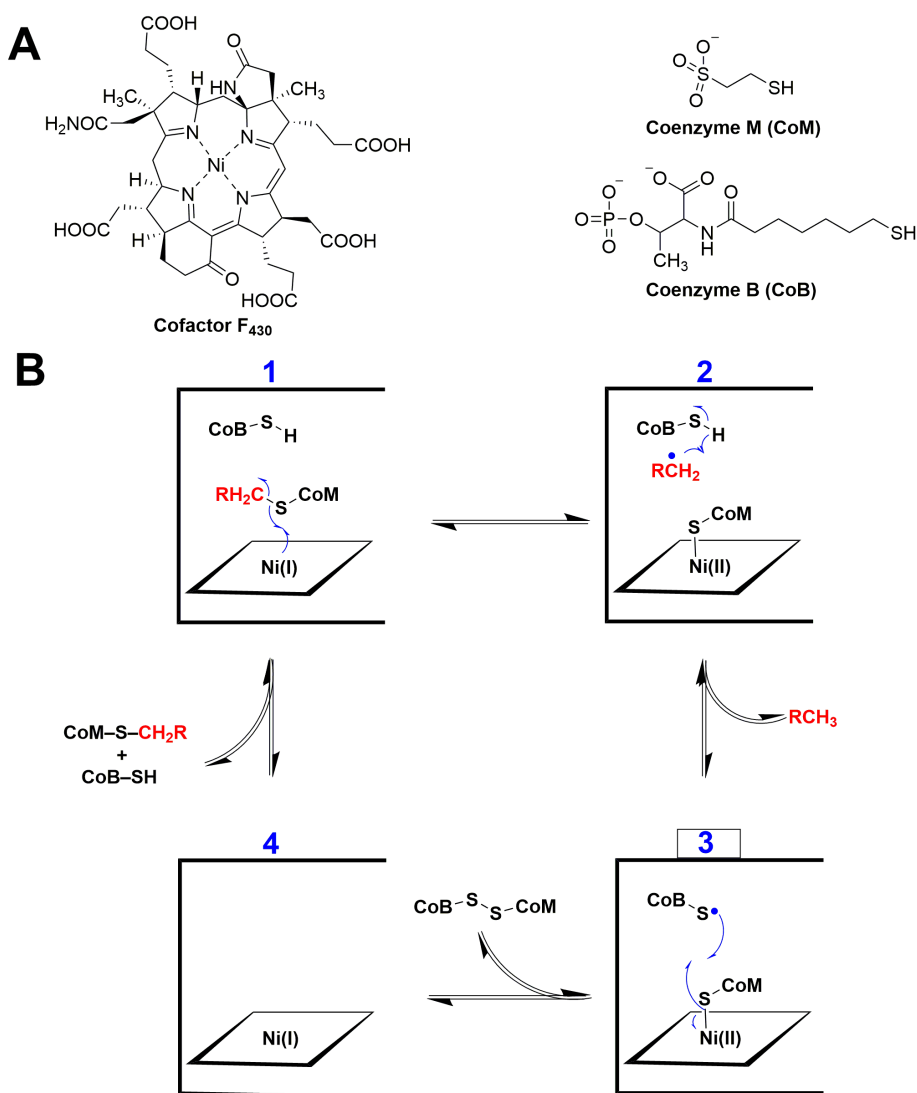 A
COOH
O
HN
H
CH3
CH3
H2N
O
N
N
Ni
COOH
H
N
N
HOOC
H
COOH
O
HOOC
Cofactor F430
O−
O
S
O
SH
Coenzyme M (CoM)
O−
−O
O
O
O
P
O
O−
N
H
SH
CH3
Coenzyme B (CoB)
B
1
CoB
S
H
RH2C
S
CoM
Ni(I)
2
CoB
S
H
RCH2
S
CoM
Ni(II)
CoM–S–CH2R
+
CoB–SH
RCH3
4
Ni(I)
CoB
S
S
CoM
3
CoB
S
S
CoM
Ni(II)